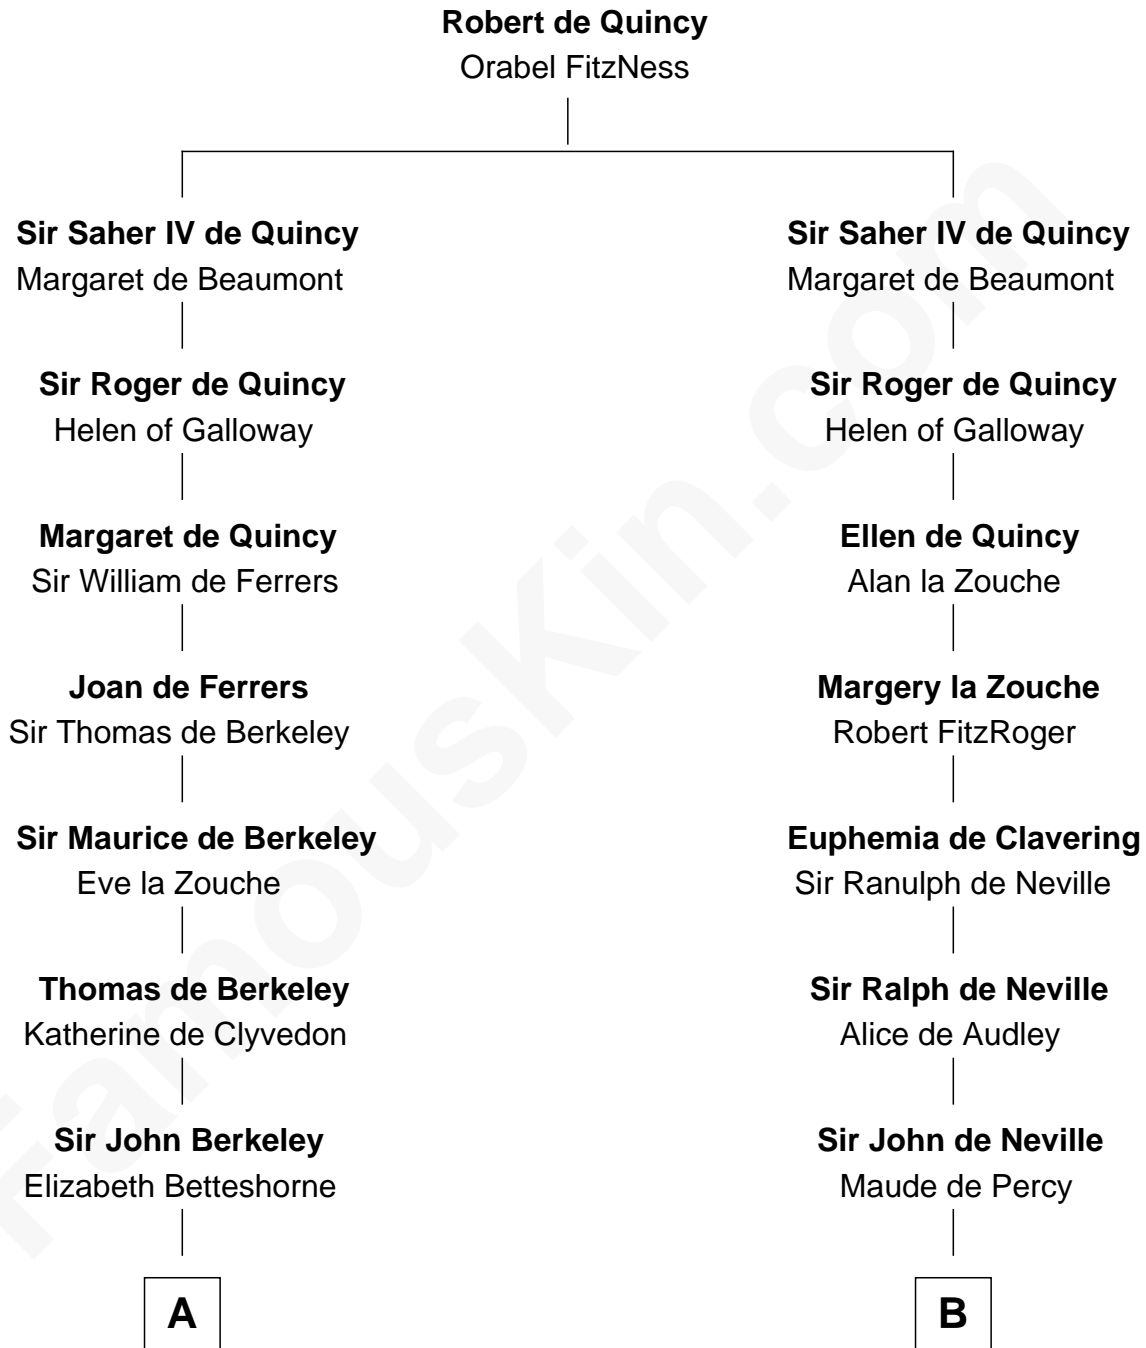 Robert de Quincy
Orabel FitzNess
Sir Saher IV de Quincy
Margaret de Beaumont
Sir Saher IV de Quincy
Margaret de Beaumont
Sir Roger de Quincy
Helen of Galloway
Sir Roger de Quincy
Helen of Galloway
Margaret de Quincy
Sir William de Ferrers
Ellen de Quincy
Alan la Zouche
Joan de Ferrers
Sir Thomas de Berkeley
Margery la Zouche
Robert FitzRoger
Sir Maurice de Berkeley
Eve la Zouche
Euphemia de Clavering
Sir Ranulph de Neville
Thomas de Berkeley
Katherine de Clyvedon
Sir Ralph de Neville
Alice de Audley
Sir John Berkeley
Elizabeth Betteshorne
Sir John de Neville
Maude de Percy
A
B
FamousKin.com